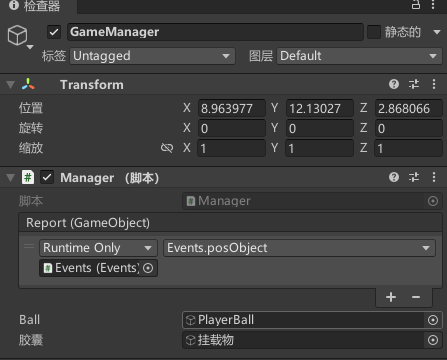 检查器
GameManager 静态的
标签 Untagged 图层 Default
Transform
位置 X 8.963977 Y 12.13027 Z 2.868066
旋转 X 0 Y 0 Z 0
缩放 X 1 Y 1 Z 1
# Manager （脚本）
脚本 # Manager
Report (GameObject)
Runtime Only Events.posObject
# Events (Events)
+ −
Ball PlayerBall
胶囊 挂载物